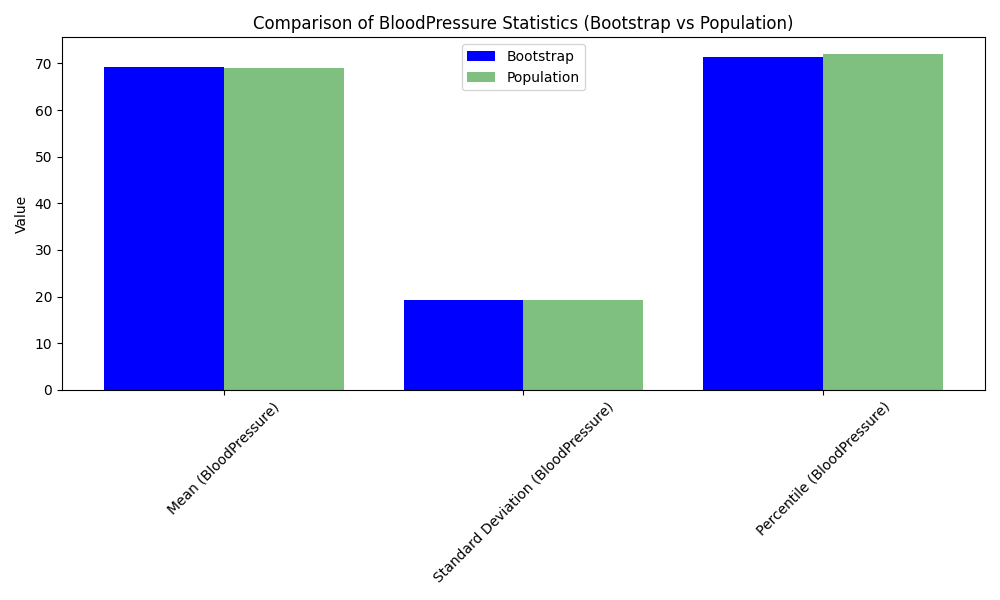 Comparison of BloodPressure Statistics (Bootstrap vs Population)
Bootstrap
Population
Value
70
60
50
40
30
20
10
0
Mean (BloodPressure)
Standard Deviation (BloodPressure)
Percentile (BloodPressure)